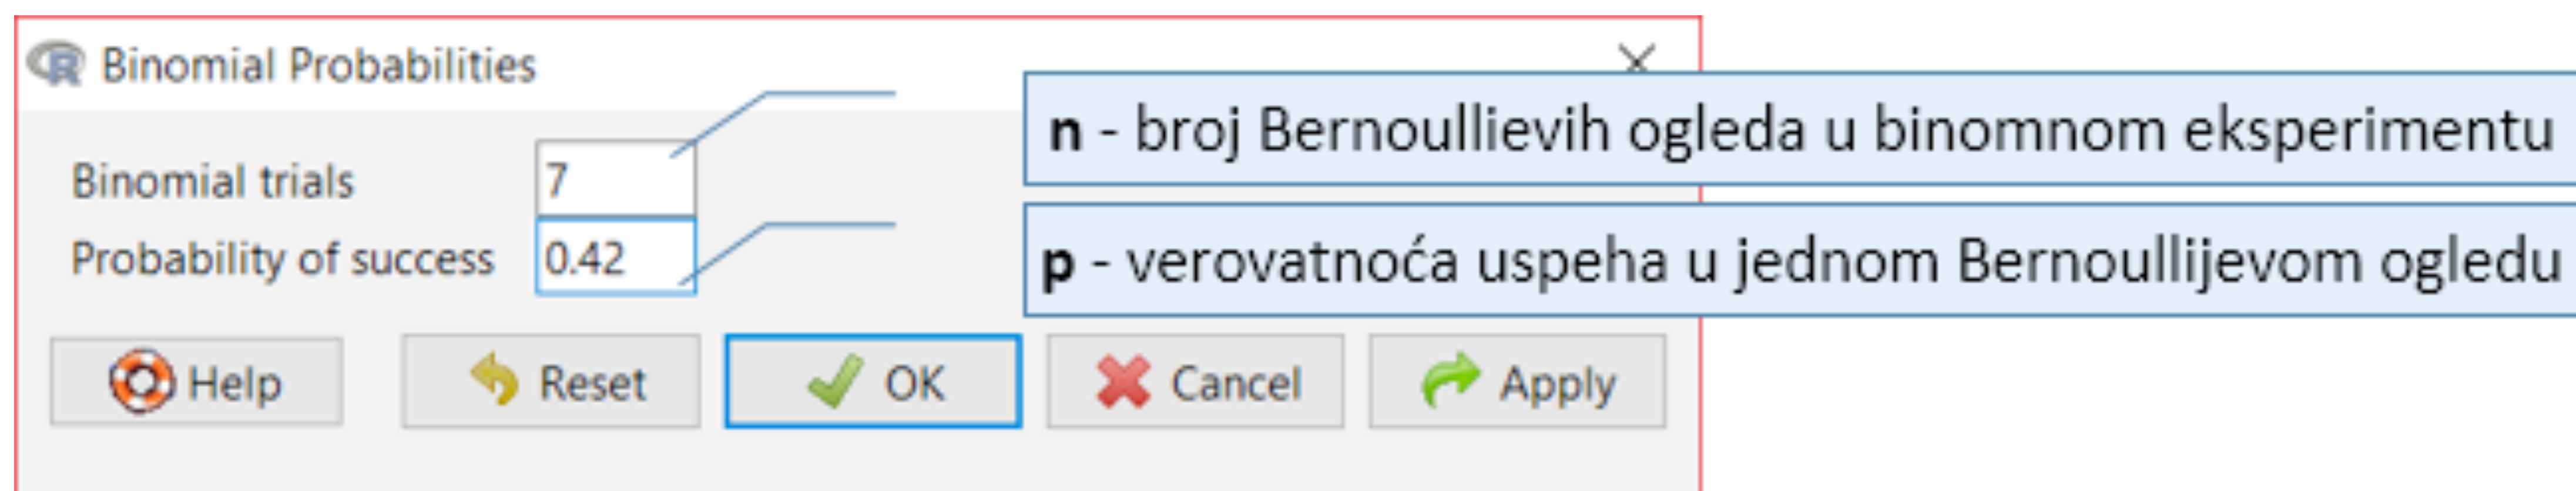 R Binomial Probabilities
n - broj Bernoullievih ogleda u binomnom eksperimentu
Binomial trials 7
p - verovatnoća uspeha u jednom Bernoullijevom ogledu
Probability of success 0.42
Help Reset OK Cancel Apply